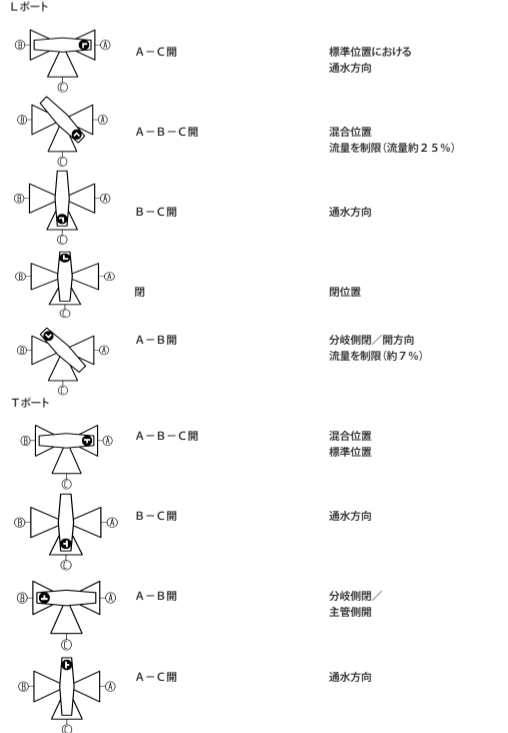 Lポート
Ⓑ Ⓐ
Ⓒ
A－C開
標準位置における
通水方向
Ⓑ Ⓐ
Ⓒ
A－B－C開
混合位置
流量を制限（流量約２５%）
Ⓑ Ⓐ
Ⓒ
B－C開
通水方向
Ⓑ Ⓐ
Ⓒ
閉
閉位置
Ⓑ Ⓐ
Ⓒ
A－B開
分岐側閉／開方向
流量を制限（約７%）
Tポート
Ⓑ Ⓐ
Ⓒ
A－B－C開
混合位置
標準位置
Ⓑ Ⓐ
Ⓒ
B－C開
通水方向
Ⓑ Ⓐ
Ⓒ
A－B開
分岐側閉／
主管側開
Ⓑ Ⓐ
Ⓒ
A－C開
通水方向